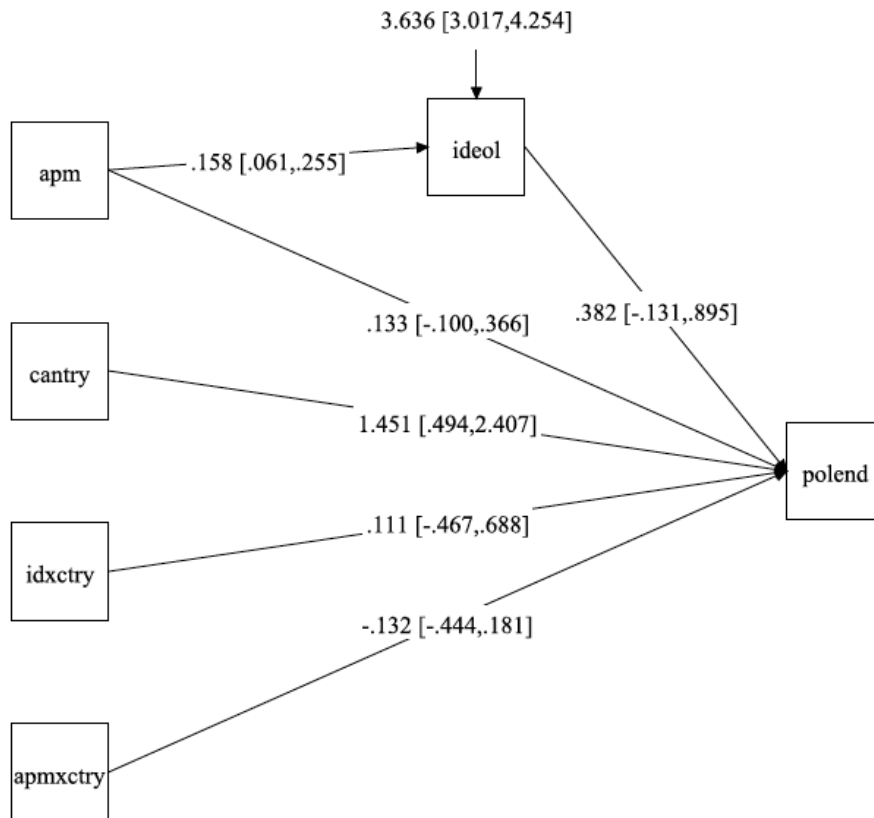 3.636 [3.017,4.254]
apm
.158 [.061,.255]
ideol
.133 [-.100,.366]
.382 [-.131,.895]
cantry
1.451 [.494,2.407]
polend
idxctry
.111 [-.467,.688]
-.132 [-.444,.181]
apmxctry